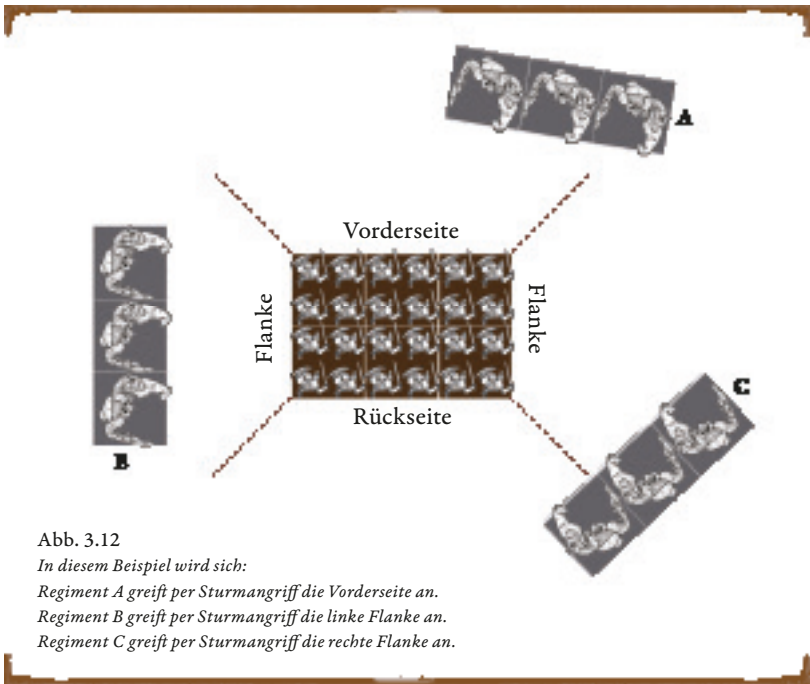 A
Vorderseite
Flanke
Flanke
Rückseite
B
C
Abb. 3.12
In diesem Beispiel wird sich:
Regiment A greift per Sturmangriff die Vorderseite an.
Regiment B greift per Sturmangriff die linke Flanke an.
Regiment C greift per Sturmangriff die rechte Flanke an.